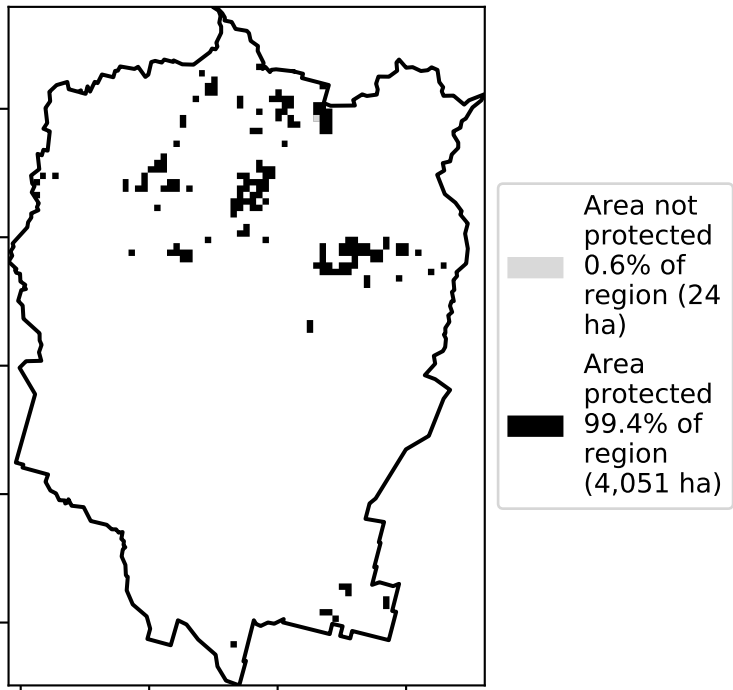 Area not
protected
0.6% of
region (24
ha)
Area
protected
99.4% of
region
(4,051 ha)